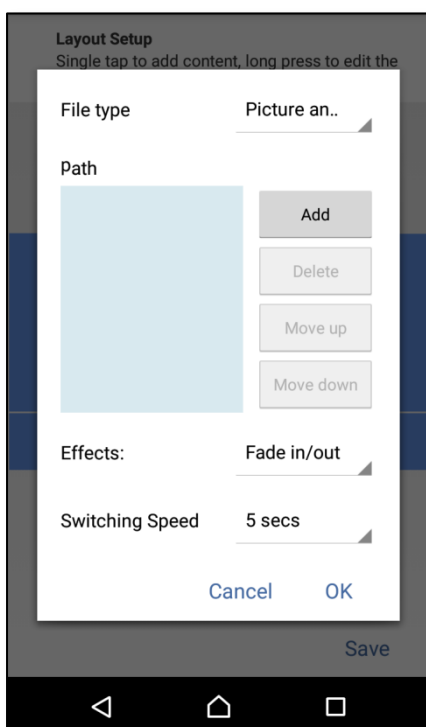 Layout Setup
Single tap to add content, long press to edit the
File type Picture an..
Path
Add
Delete
Move up
Move down
Effects: Fade in/out
Switching Speed 5 secs
Cancel OK
Save